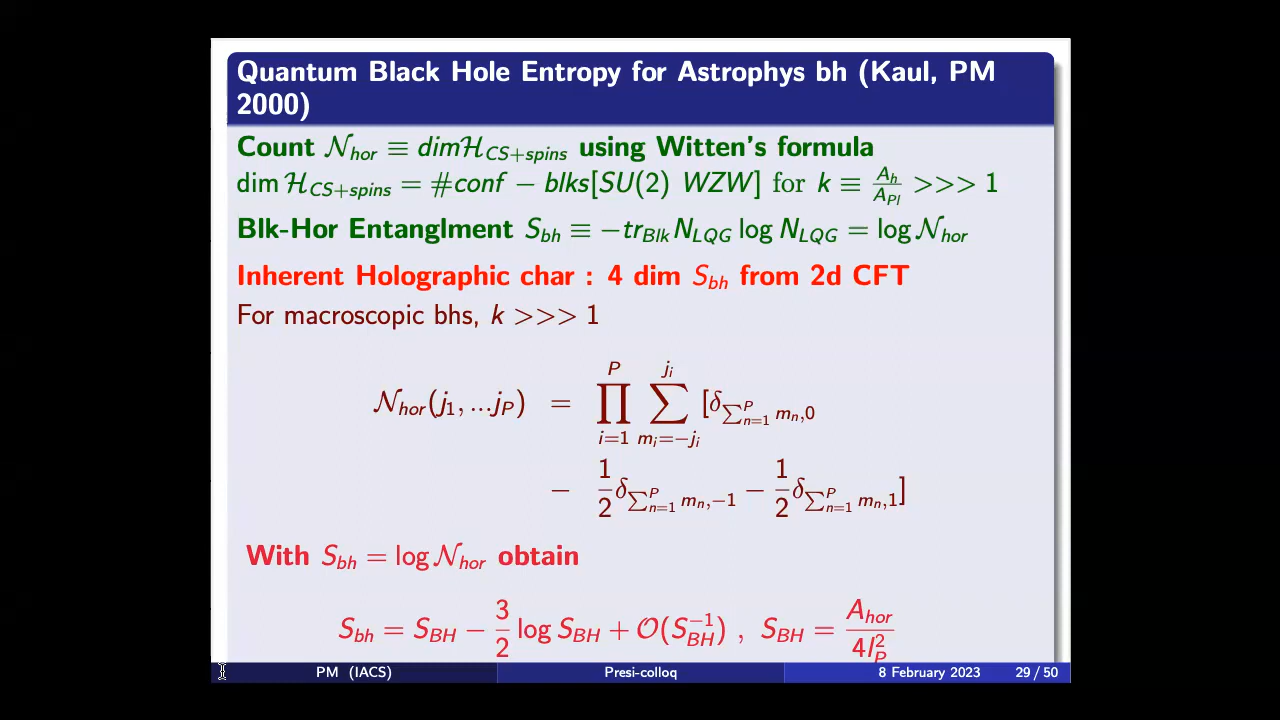 Quantum Black Hole Entropy for Astrophys bh (Kaul, PM
2000)
Count 𝒩_hor ≡ dimℋ_CS+spins using Witten's formula
dim ℋ_CS+spins = #conf − blks[SU(2) WZW] for k ≡ A_h/A_Pl >>> 1
Blk-Hor Entanglment S_bh ≡ −tr_Blk N_LQG log N_LQG = log 𝒩_hor
Inherent Holographic char : 4 dim S_bh from 2d CFT
For macroscopic bhs, k >>> 1
𝒩_hor(j_1, ...j_P) = ∏_{i=1}^{P} ∑_{m_i=−j_i}^{j_i} [δ_{∑_{n=1}^{P} m_n,0}
− 1/2 δ_{∑_{n=1}^{P} m_n,−1} − 1/2 δ_{∑_{n=1}^{P} m_n,1}]
With S_bh = log 𝒩_hor obtain
S_bh = S_BH − 3/2 log S_BH + 𝒪(S_BH^{−1}) , S_BH = A_hor/4l_P^2
PM (IACS) Presi-colloq 8 February 2023 29 / 50